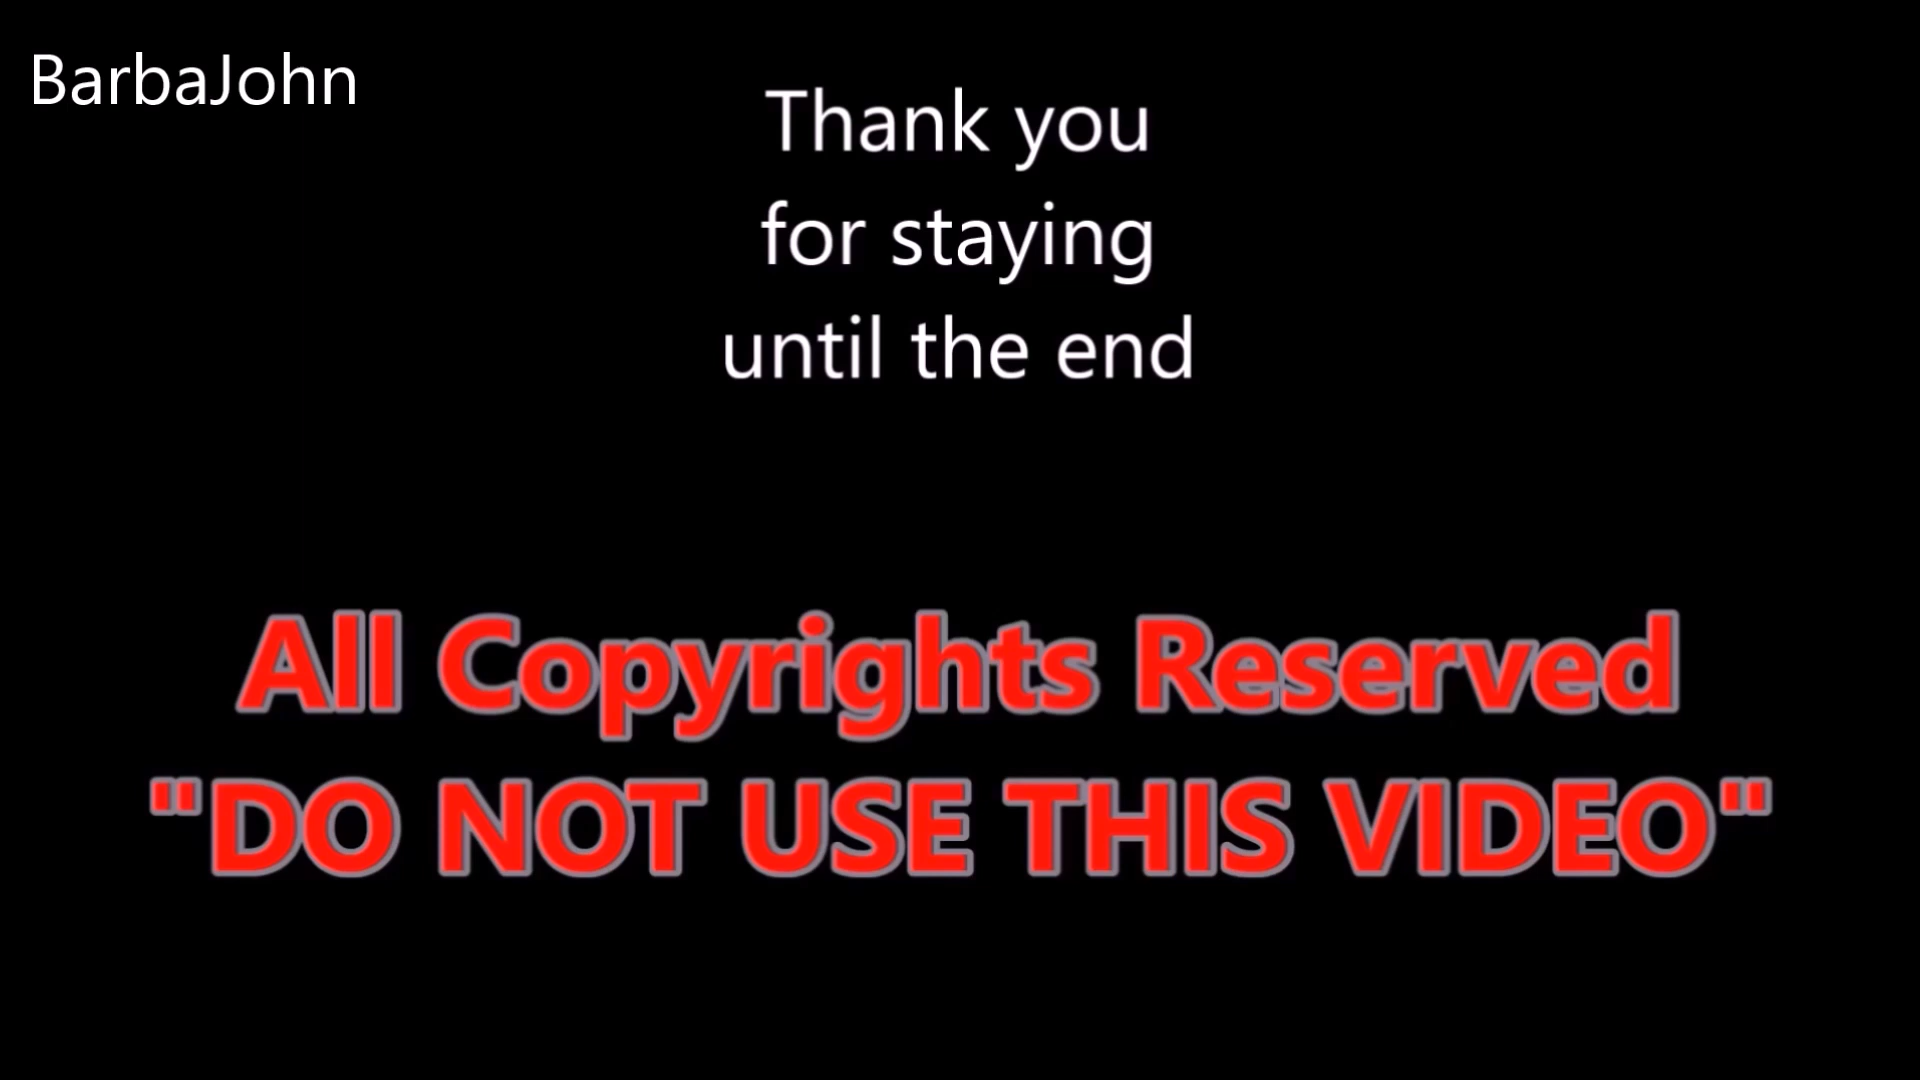 BarbaJohn
Thank you
for staying
until the end
All Copyrights Reserved
"DO NOT USE THIS VIDEO"